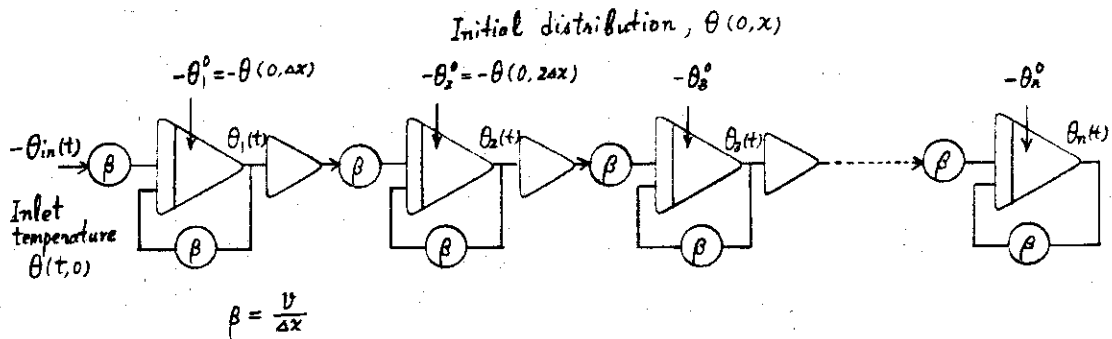 Initial distribution, θ(0,x)
-θ₁⁰ = -θ(0,Δx)
-θ₂⁰ = -θ(0,2Δx)
-θ₃⁰
-θₙ⁰
-θin(t)
β
θ₁(t)
β
θ₂(t)
β
θ₃(t)
β
θₙ(t)
β
β
β
β
Inlet
temperature
θ(t,0)
β = v/Δx